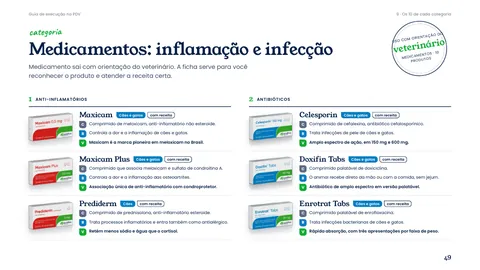 Guia de execução no PDV
5 · Os 15 de cada categoria
categoria
Medicamentos: inflamação e infecção
Medicamento sai com orientação do veterinário. A ficha serve para você
reconhecer o produto e atender a receita certa.
USO COM ORIENTAÇÃO DO
veterinário
MEDICAMENTOS
PRODUTOS
1 ANTI-INFLAMATÓRIOS
Maxicam Cães e gatos com receita
C Comprimido de meloxicam, anti-inflamatório não esteroide.
B Controla a dor e a inflamação de cães e gatos.
V É a marca pioneira em meloxicam no Brasil.
Maxicam Plus Cães e gatos com receita
C Comprimido que associa meloxicam e sulfato de condroitina A.
B Controla a dor e a inflamação das osteoartrites.
V Associação única de anti-inflamatório com condroprotetor.
Prediderm Cães e gatos com receita
C Comprimido de prednisolona, anti-inflamatório esteroide.
B Trata processos inflamatórios e entra também como antialérgico.
V Retém menos sódio e água que o cortisol.
2 ANTIBIÓTICOS
Celesporin Cães e gatos com receita
C Comprimido de cefalexina, antibiótico cefalosporínico.
B Trata infecções de pele de cães e gatos.
V Amplo espectro de ação, em 150 mg e 600 mg.
Doxifin Tabs Cães e gatos com receita
C Comprimido palatável de doxiciclina.
B O animal recebe direto da mão ou com a comida, sem jejum.
V Antibiótico de amplo espectro em versão palatável.
Enrotrat Tabs Cães e gatos com receita
C Comprimido palatável de enrofloxacina.
B Trata infecções bacterianas de cães e gatos.
V Rápida absorção, com três apresentações por faixa de peso.
49